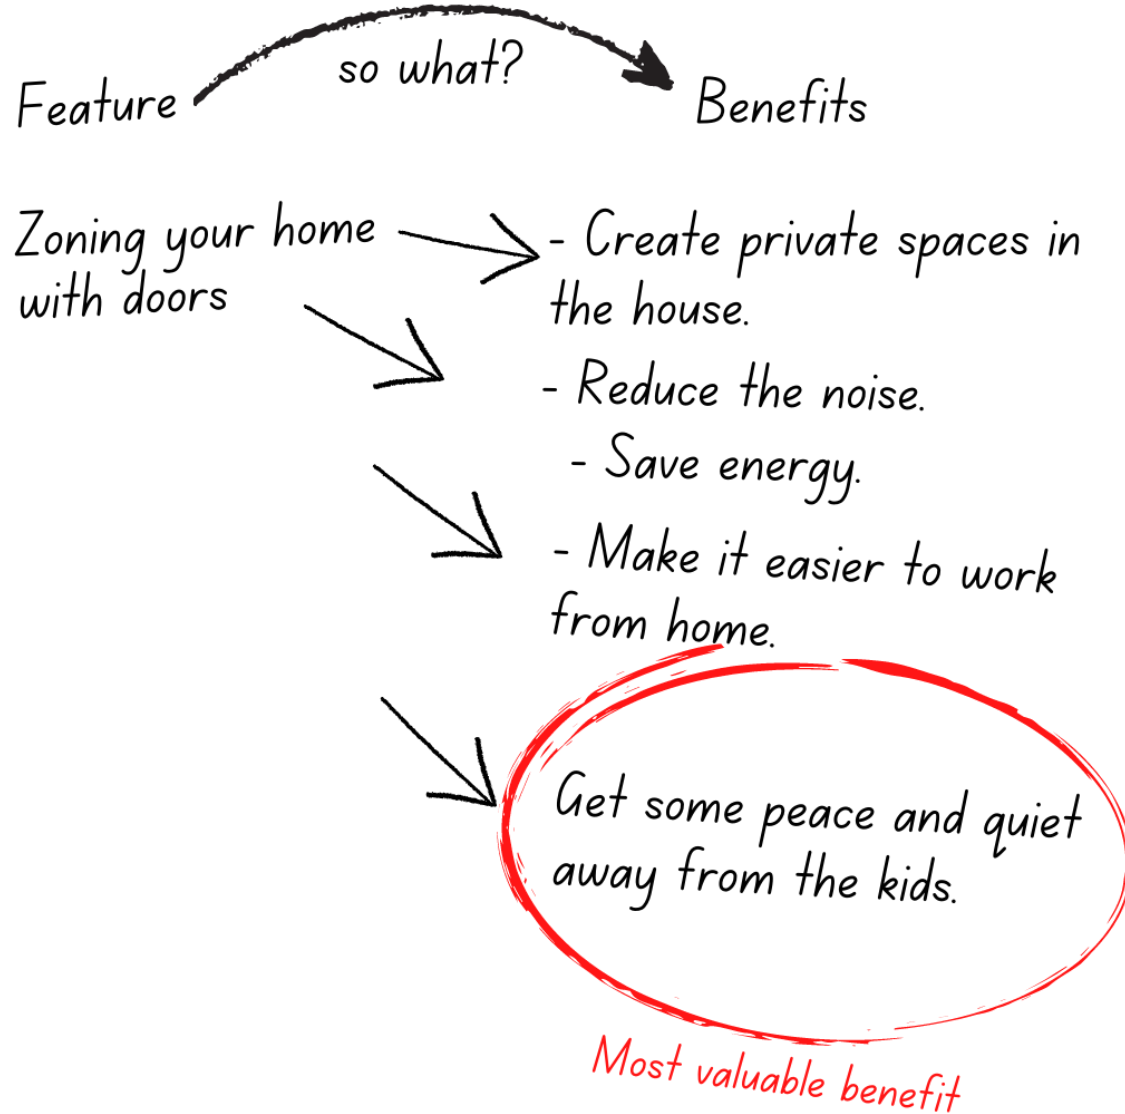 so what?
Feature
Benefits
Zoning your home
with doors
- Create private spaces in
the house.
- Reduce the noise.
- Save energy.
- Make it easier to work
from home.
Get some peace and quiet
away from the kids.
Most valuable benefit